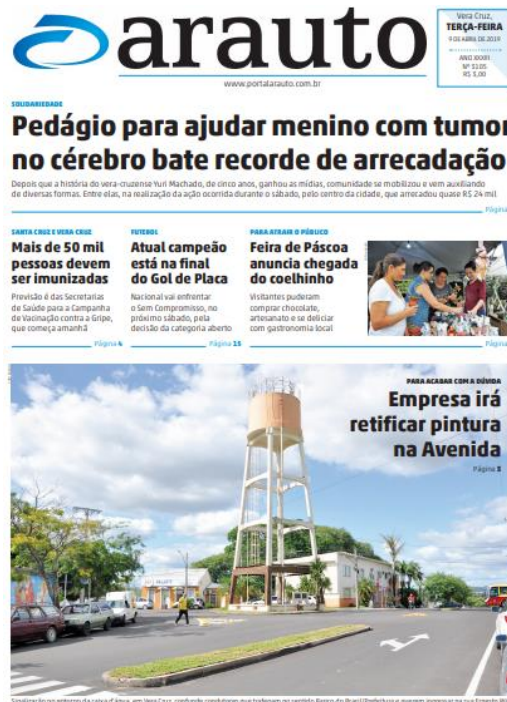 arauto
Vera Cruz,
TERÇA-FEIRA
9 DE ABRIL DE 2019
R$ 3,00
www.portalarauto.com.br
SOLIDARIEDADE
Pedágio para ajudar menino com tumor
no cérebro bate recorde de arrecadação
Depois que a história do vera-cruzense Yuri Machado, de cinco anos, ganhou as mídias, comunidade se mobilizou e vem auxiliando
de diversas formas. Entre elas, na realização da ação ocorrida durante o sábado, pelo centro da cidade, que arrecadou quase R$ 24 mil
Página
SANTA CRUZ E VERA CRUZ
Mais de 50 mil
pessoas devem
ser imunizadas
Previsão é das Secretarias
de Saúde para a Campanha
de Vacinação contra a Gripe,
que começa amanhã
Página 4
FUTEBOL
Atual campeão
está na final
do Gol de Placa
Nacional vai enfrentar
o Sem Compromisso, no
próximo sábado, pela
decisão da categoria aberto
Página 15
PARA ATRAIR O PÚBLICO
Feira de Páscoa
anuncia chegada
do coelhinho
Visitantes puderam
comprar chocolate,
artesanato e se deliciar
com gastronomia local
Página
PARA ACABAR COM A DÚVIDA
Empresa irá
retificar pintura
na Avenida
Página 3